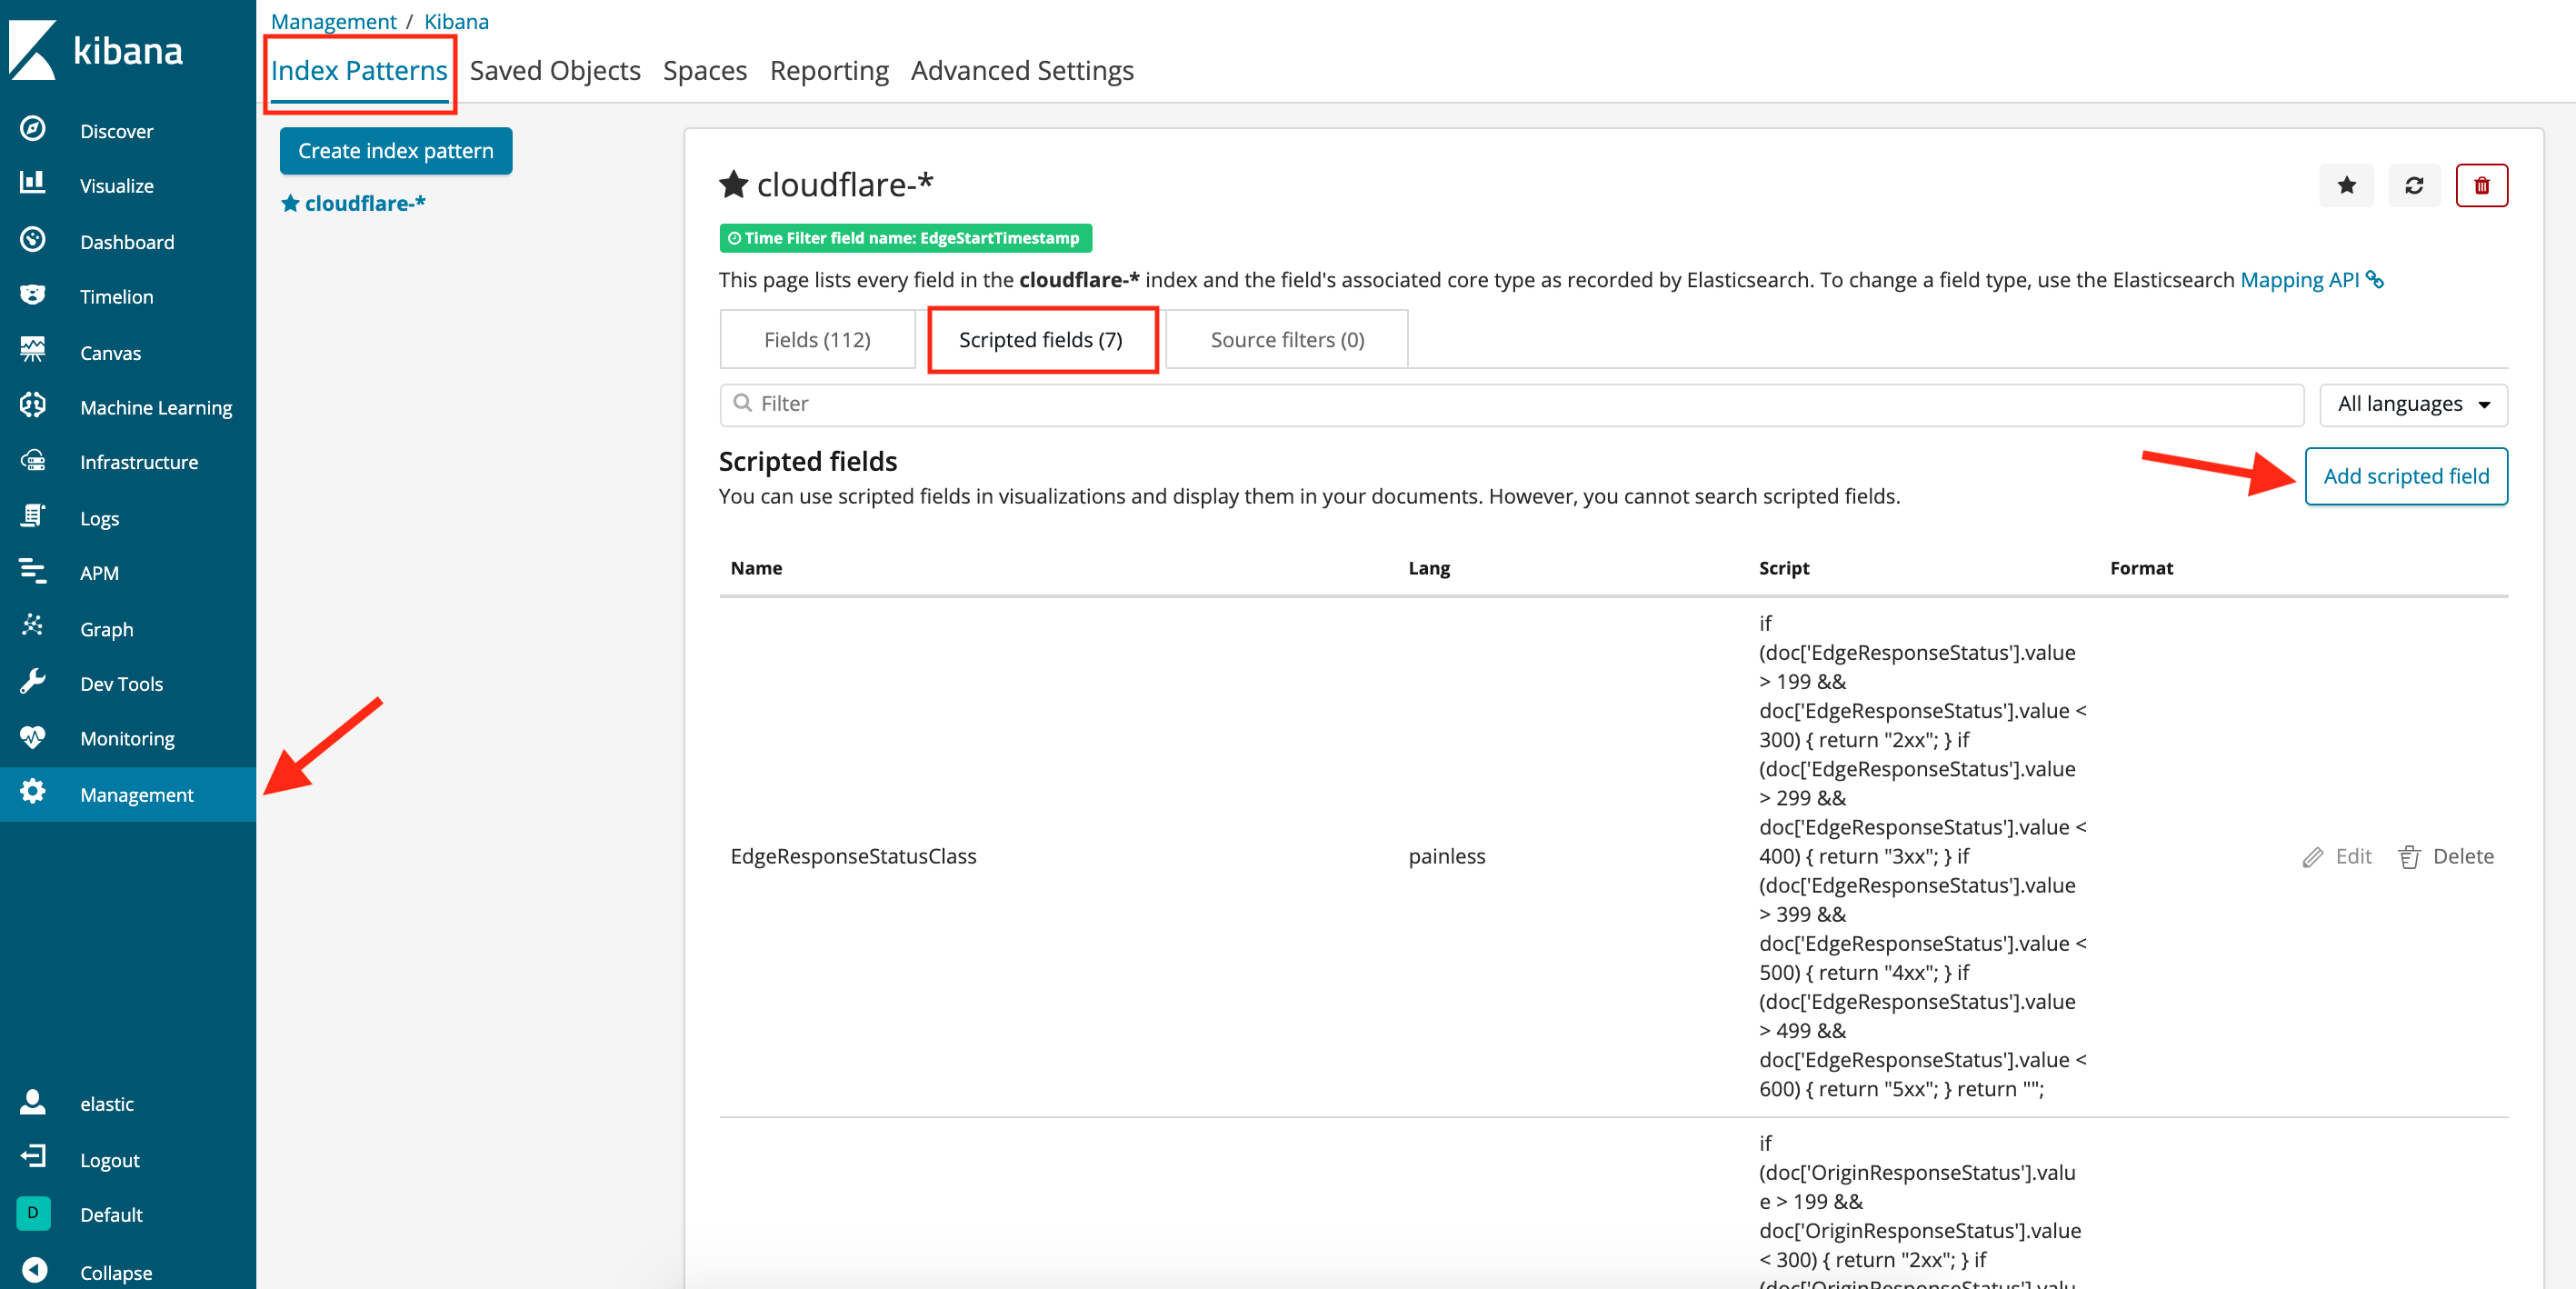 kibana
Discover
Visualize
Dashboard
Timelion
Canvas
Machine Learning
Infrastructure
Logs
APM
Graph
Dev Tools
Monitoring
Management
elastic
Logout
D
Default
Collapse
Management / Kibana
Index Patterns Saved Objects Spaces Reporting Advanced Settings
Create index pattern
cloudflare-*
cloudflare-*
Time Filter field name: EdgeStartTimestamp
This page lists every field in the cloudflare-* index and the field's associated core type as recorded by Elasticsearch. To change a field type, use the Elasticsearch Mapping API
Fields (112) Scripted fields (7) Source filters (0)
Filter
All languages
Scripted fields
You can use scripted fields in visualizations and display them in your documents. However, you cannot search scripted fields.
Add scripted field
Name Lang Script Format
EdgeResponseStatusClass
painless
if
(doc['EdgeResponseStatus'].value
> 199 &&
doc['EdgeResponseStatus'].value <
300) { return "2xx"; } if
(doc['EdgeResponseStatus'].value
> 299 &&
doc['EdgeResponseStatus'].value <
400) { return "3xx"; } if
(doc['EdgeResponseStatus'].value
> 399 &&
doc['EdgeResponseStatus'].value <
500) { return "4xx"; } if
(doc['EdgeResponseStatus'].value
> 499 &&
doc['EdgeResponseStatus'].value <
600) { return "5xx"; } return "";
Edit Delete
if
(doc['OriginResponseStatus'].valu
e > 199 &&
doc['OriginResponseStatus'].value
< 300) { return "2xx"; } if
(doc['OriginResponseStatus'].valu